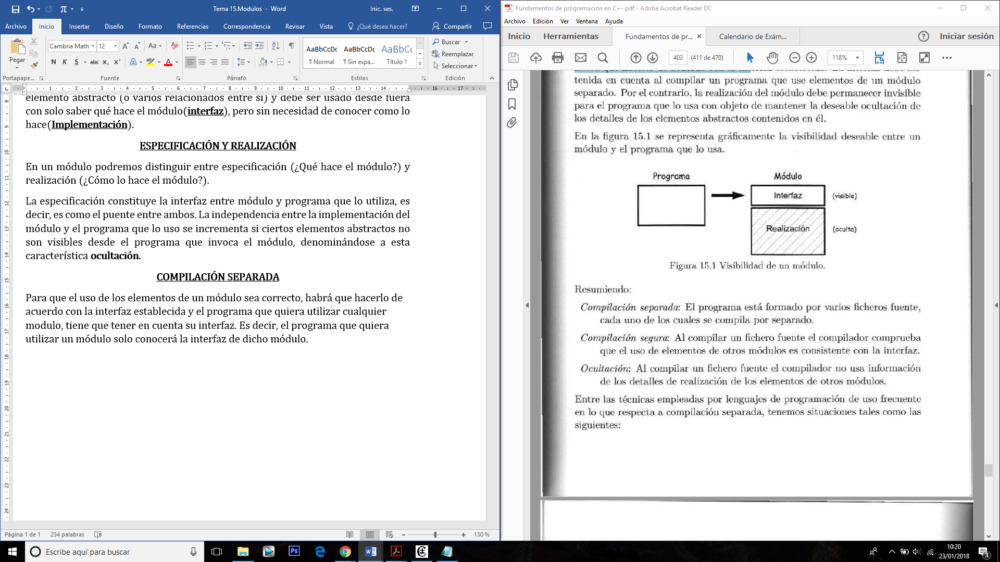 Tema 15.Modulos - Word
Inic. ses.
Archivo Inicio Insertar Diseño Formato Referencias Correspondencia Revisar Vista ¿Qué desea hacer? Compartir
Pegar
Cambria Math 12
N K S abc x₂ x²
AaBbCcDc AaBbCcDc AaBbCc
¶ Normal ¶ Sin espa... Título 1
Buscar
Reemplazar
Seleccionar
Portapape... Fuente Párrafo Estilos Edición
elemento abstracto (o varios relacionados entre sí) y debe ser usado desde fuera
con solo saber qué hace el módulo(interfaz), pero sin necesidad de conocer como lo
hace(Implementación).
ESPECIFICACIÓN Y REALIZACIÓN
En un módulo podremos distinguir entre especificación (¿Qué hace el módulo?) y
realización (¿Cómo lo hace el módulo?).
La especificación constituye la interfaz entre módulo y programa que lo utiliza, es
decir, es como el puente entre ambos. La independencia entre la implementación del
módulo y el programa que lo uso se incrementa si ciertos elementos abstractos no
son visibles desde el programa que invoca el módulo, denominándose a esta
característica ocultación.
COMPILACIÓN SEPARADA
Para que el uso de los elementos de un módulo sea correcto, habrá que hacerlo de
acuerdo con la interfaz establecida y el programa que quiera utilizar cualquier
modulo, tiene que tener en cuenta su interfaz. Es decir, el programa que quiera
utilizar un módulo solo conocerá la interfaz de dicho módulo.
Página 1 de 1 234 palabras 130 %
Fundamentos de programación en C+-.pdf - Adobe Acrobat Reader DC
Archivo Edición Ver Ventana Ayuda
Inicio Herramientas Fundamentos de pr... Calendario de Exám... Iniciar sesión
403 (411 de 470) 118%
tenida en cuenta al compilar un programa que use elementos de un módulo
separado. Por el contrario, la realización del módulo debe permanecer invisible
para el programa que lo usa con objeto de mantener la deseable ocultación de
los detalles de los elementos abstractos contenidos en él.
En la figura 15.1 se representa gráficamente la visibilidad deseable entre un
módulo y el programa que lo usa.
Programa Módulo
Interfaz (visible)
Realización (oculta)
Figura 15.1 Visibilidad de un módulo.
Resumiendo:
Compilación separada: El programa está formado por varios ficheros fuente,
cada uno de los cuales se compila por separado.
Compilación segura: Al compilar un fichero fuente el compilador comprueba
que el uso de elementos de otros módulos es consistente con la interfaz.
Ocultación: Al compilar un fichero fuente el compilador no usa información
de los detalles de realización de los elementos de otros módulos.
Entre las técnicas empleadas por lenguajes de programación de uso frecuente
en lo que respecta a compilación separada, tenemos situaciones tales como las
siguientes:
Escribe aquí para buscar
10:20
23/01/2018